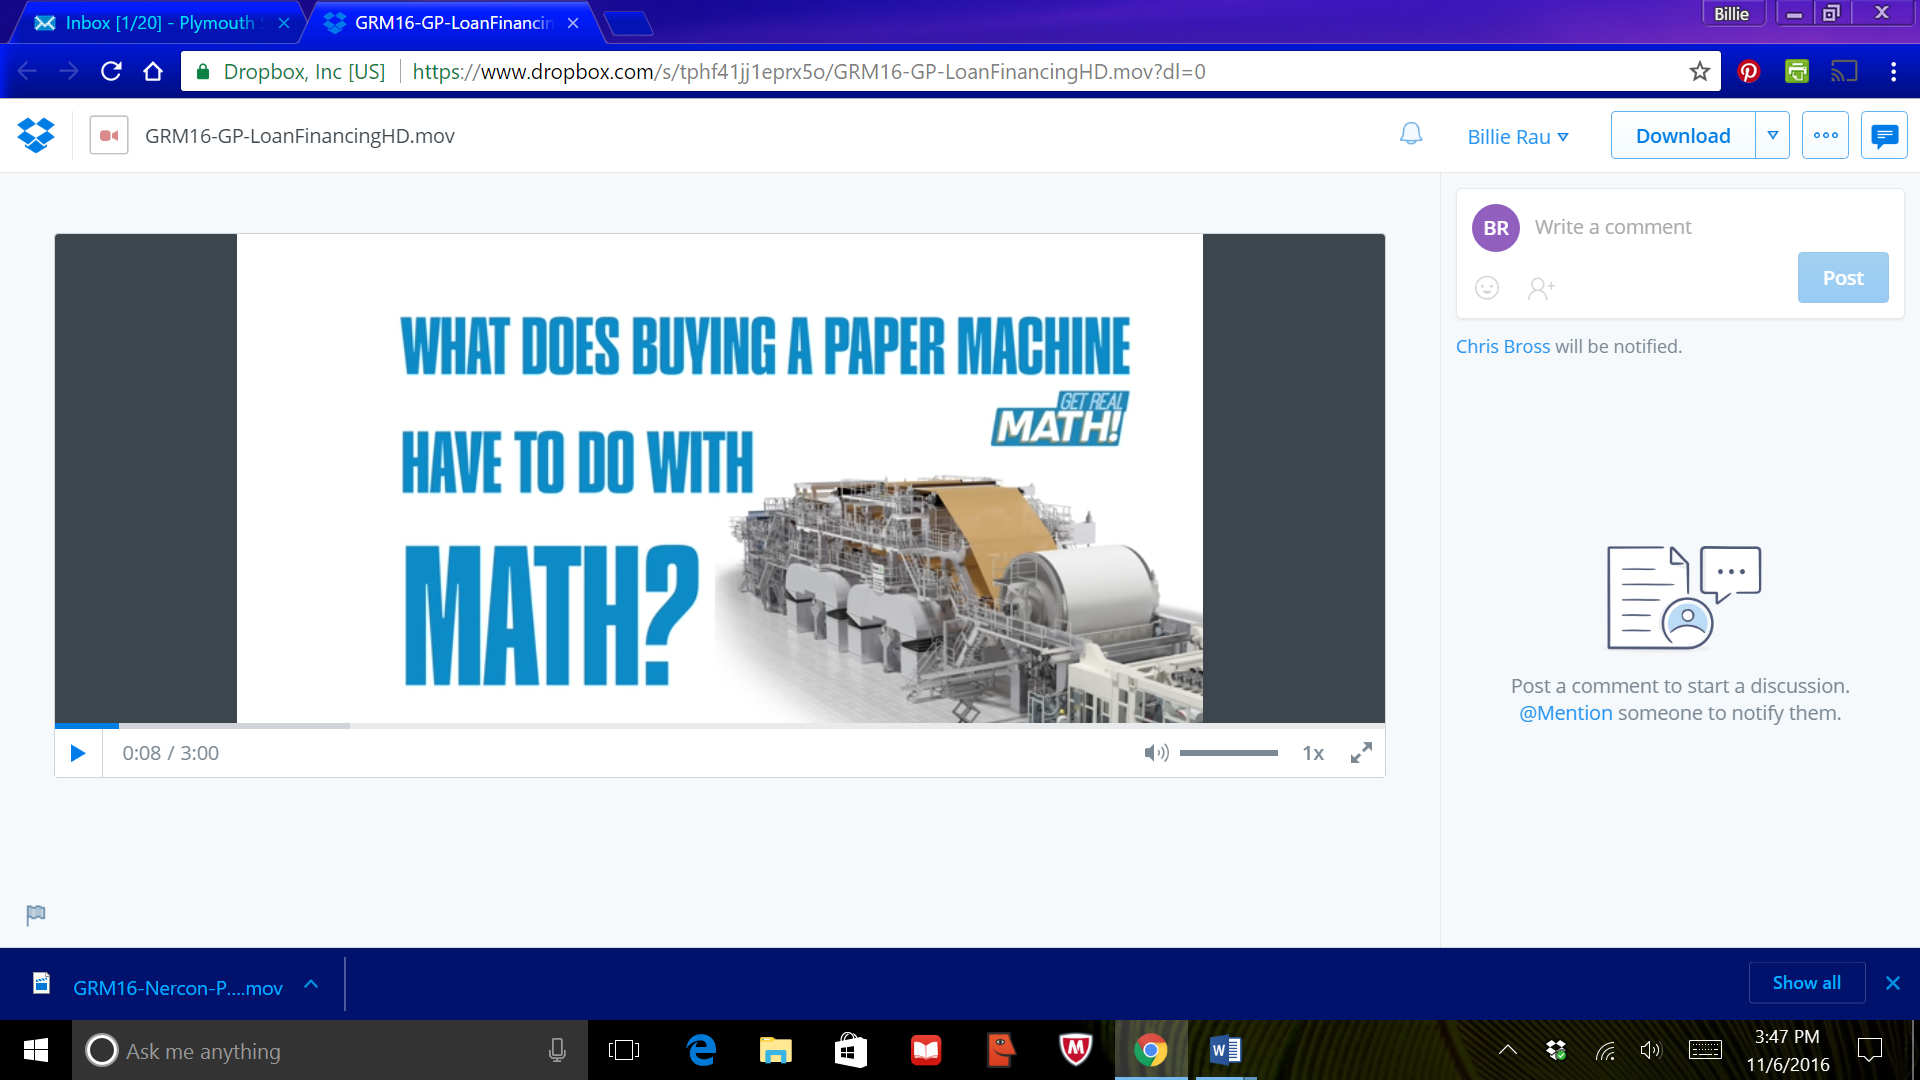 Inbox [1/20] - Plymouth
GRM16-GP-LoanFinancin
Billie
Dropbox, Inc [US]
https://www.dropbox.com/s/tphf41jj1eprx5o/GRM16-GP-LoanFinancingHD.mov?dl=0
GRM16-GP-LoanFinancingHD.mov
Billie Rau
Download
BR
Write a comment
Post
Chris Bross will be notified.
WHAT DOES BUYING A PAPER MACHINE
GET REAL
MATH!
HAVE TO DO WITH
MATH?
Post a comment to start a discussion.
@Mention someone to notify them.
0:08 / 3:00
1x
GRM16-Nercon-P....mov
Show all
Ask me anything
3:47 PM
11/6/2016